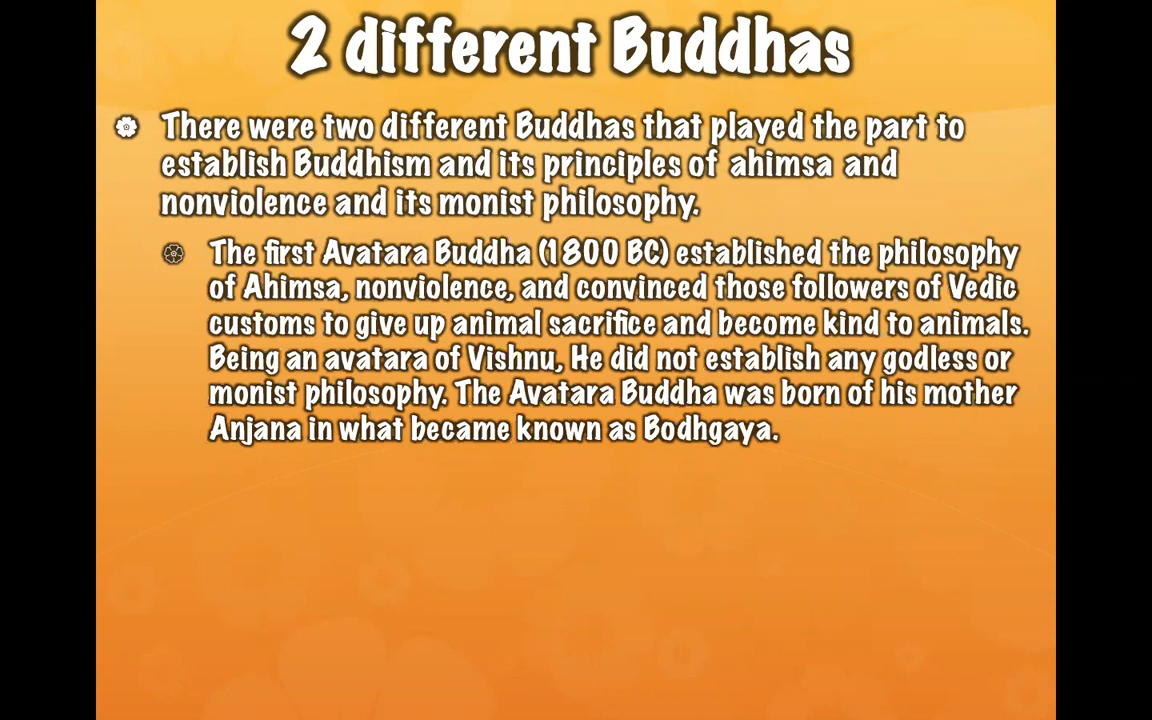 2 different Buddhas
There were two different Buddhas that played the part to
establish Buddhism and its principles of ahimsa and
nonviolence and its monist philosophy.
The first Avatara Buddha (1800 BC) established the philosophy
of Ahimsa, nonviolence, and convinced those followers of Vedic
customs to give up animal sacrifice and become kind to animals.
Being an avatara of Vishnu, He did not establish any godless or
monist philosophy. The Avatara Buddha was born of his mother
Anjana in what became known as Bodhgaya.